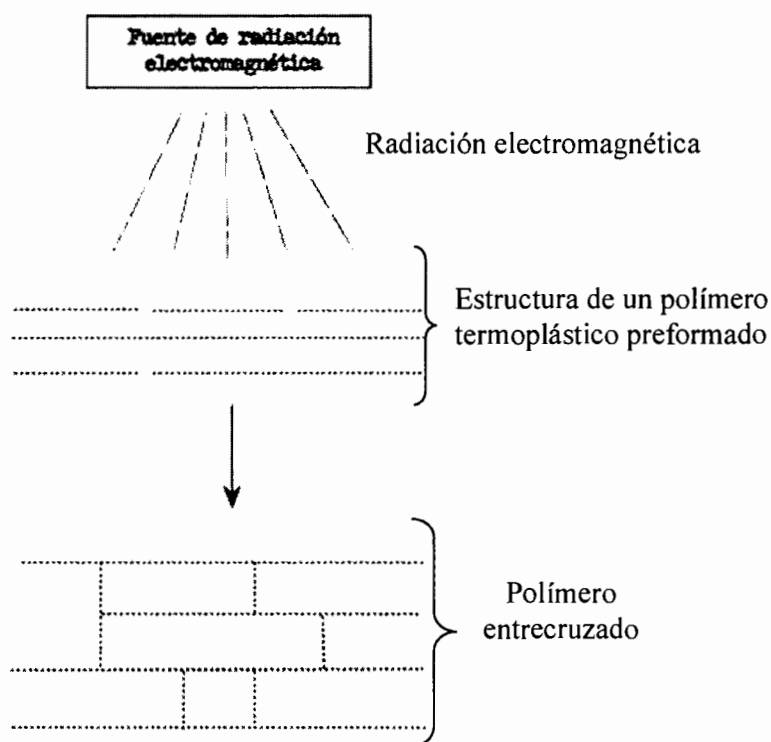 Fuente de radiación
electromagnética
Radiación electromagnética
Estructura de un polímero
termoplástico preformado
Polímero
entrecruzado